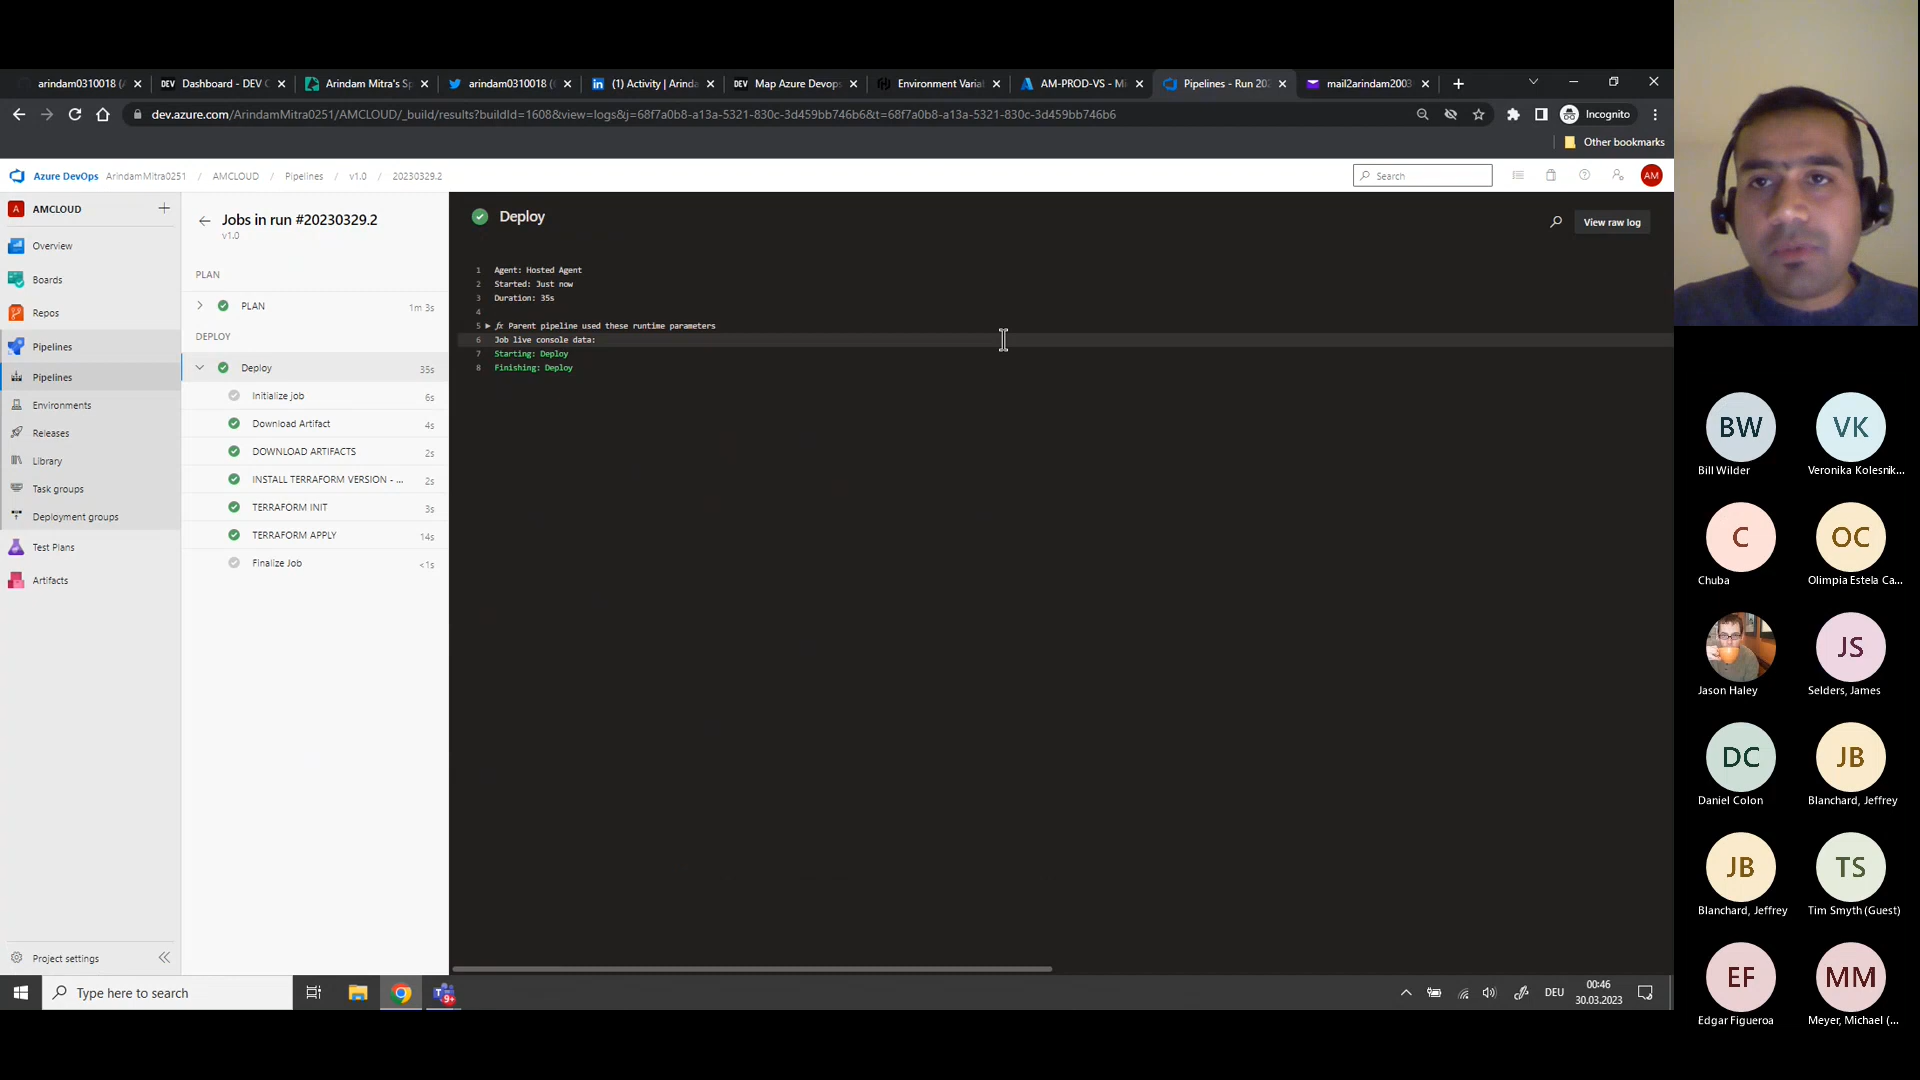 arindam0310018 (
Dashboard - DEV C
Arindam Mitra's Sp
arindam0310018 (
(1) Activity | Arinda
DEV
Map Azure Devops
Environment Varia
AM-PROD-VS - Mi
Pipelines - Run 202
mail2arindam2003
dev.azure.com/ArindamMitra0251/AMCLOUD/_build/results?buildId=1608&view=logs&j=68f7a0b8-a13a-5321-830c-3d459bb746b6&t=68f7a0b8-a13a-5321-830c-3d459bb746b6
Incognito
Other bookmarks
Azure DevOps
ArindamMitra0251 / AMCLOUD / Pipelines / v1.0 / 20230329.2
Search
AM
A
AMCLOUD
Overview
Boards
Repos
Pipelines
Pipelines
Environments
Releases
Library
Task groups
Deployment groups
Test Plans
Artifacts
Project settings
Jobs in run #20230329.2
v1.0
PLAN
PLAN 1m 3s
DEPLOY
Deploy 35s
Initialize job 6s
Download Artifact 4s
DOWNLOAD ARTIFACTS 2s
INSTALL TERRAFORM VERSION - ... 2s
TERRAFORM INIT 3s
TERRAFORM APPLY 14s
Finalize Job <1s
Deploy
View raw log
1 Agent: Hosted Agent
2 Started: Just now
3 Duration: 35s
4
5 fx Parent pipeline used these runtime parameters
6 Job live console data:
7 Starting: Deploy
8 Finishing: Deploy
Type here to search
9+
DEU
00:46
30.03.2023
BW
Bill Wilder
VK
Veronika Kolesnik...
C
Chuba
OC
Olimpia Estela Ca...
Jason Haley
JS
Selders, James
DC
Daniel Colon
JB
Blanchard, Jeffrey
JB
Blanchard, Jeffrey
TS
Tim Smyth (Guest)
EF
Edgar Figueroa
MM
Meyer, Michael (...